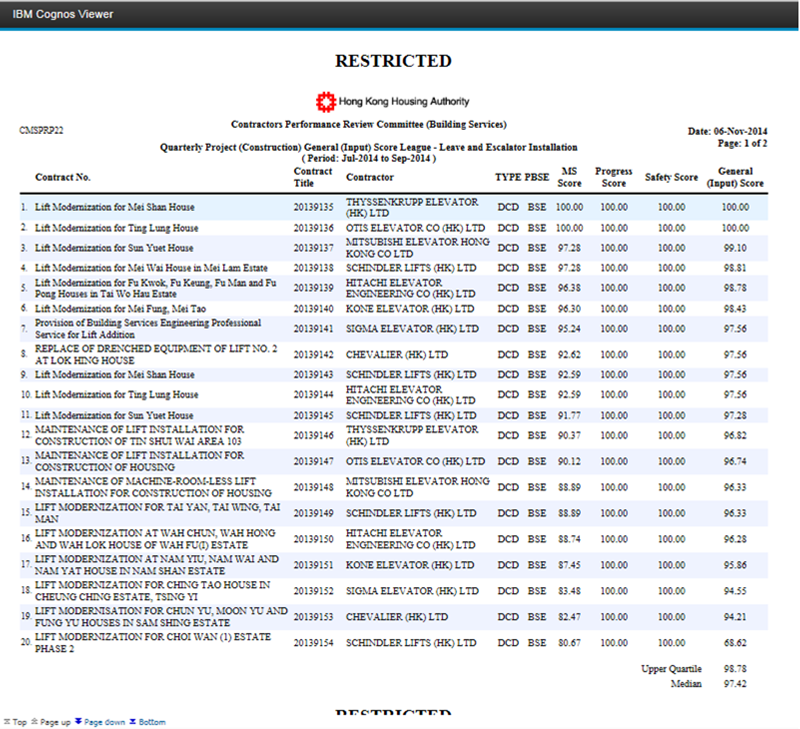 IBM Cognos Viewer
RESTRICTED
Hong Kong Housing Authority
CMSPRP22
Contractors Performance Review Committee (Building Services)
Date: 06-Nov-2014
Page: 1 of 2
Quarterly Project (Construction) General (Input) Score League - Leave and Escalator Installation
( Period: Jul-2014 to Sep-2014 )
Contract No. Contract Title Contractor TYPE PBSE MS Score Progress Score Safety Score General (Input) Score
1. Lift Modernization for Mei Shan House 20139135 THYSSENKRUPP ELEVATOR (HK) LTD DCD BSE 100.00 100.00 100.00 100.00
2. Lift Modernization for Ting Lung House 20139136 OTIS ELEVATOR CO (HK) LTD DCD BSE 100.00 100.00 100.00 100.00
3. Lift Modernization for Sun Yuet House 20139137 MITSUBISHI ELEVATOR HONG KONG CO LTD DCD BSE 97.28 100.00 100.00 99.10
4. Lift Modernization for Mei Wai House in Mei Lam Estate 20139138 SCHINDLER LIFTS (HK) LTD DCD BSE 97.28 100.00 100.00 98.81
5. Lift Modernization for Fu Kwok, Fu Keung, Fu Man and Fu Pong Houses in Tai Wo Hau Estate 20139139 HITACHI ELEVATOR ENGINEERING CO (HK) LTD DCD BSE 96.38 100.00 100.00 98.78
6. Lift Modernization for Mei Fung, Mei Tao 20139140 KONE ELEVATOR (HK) LTD DCD BSE 96.30 100.00 100.00 98.43
7. Provision of Building Services Engineering Professional Service for Lift Addition 20139141 SIGMA ELEVATOR (HK) LTD DCD BSE 95.24 100.00 100.00 97.56
8. REPLACE OF DRENCHED EQUIPMENT OF LIFT NO. 2 AT LOK HING HOUSE 20139142 CHEVALIER (HK) LTD DCD BSE 92.62 100.00 100.00 97.56
9. Lift Modernization for Mei Shan House 20139143 SCHINDLER LIFTS (HK) LTD DCD BSE 92.59 100.00 100.00 97.56
10. Lift Modernization for Ting Lung House 20139144 HITACHI ELEVATOR ENGINEERING CO (HK) LTD DCD BSE 92.59 100.00 100.00 97.56
11. Lift Modernization for Sun Yuet House 20139145 SCHINDLER LIFTS (HK) LTD DCD BSE 91.77 100.00 100.00 97.28
12. MAINTENANCE OF LIFT INSTALLATION FOR CONSTRUCTION OF TIN SHUI WAI AREA 103 20139146 THYSSENKRUPP ELEVATOR (HK) LTD DCD BSE 90.37 100.00 100.00 96.82
13. MAINTENANCE OF LIFT INSTALLATION FOR CONSTRUCTION OF HOUSING 20139147 OTIS ELEVATOR CO (HK) LTD DCD BSE 90.12 100.00 100.00 96.74
14. MAINTENANCE OF MACHINE-ROOM-LESS LIFT INSTALLATION FOR CONSTRUCTION OF HOUSING 20139148 MITSUBISHI ELEVATOR HONG KONG CO LTD DCD BSE 88.89 100.00 100.00 96.33
15. LIFT MODERNIZATION FOR TAI YAN, TAI WING, TAI MAN 20139149 SCHINDLER LIFTS (HK) LTD DCD BSE 88.89 100.00 100.00 96.33
16. LIFT MODERNIZATION AT WAH CHUN, WAH HONG AND WAH LOK HOUSE OF WAH FU(I) ESTATE 20139150 HITACHI ELEVATOR ENGINEERING CO (HK) LTD DCD BSE 88.74 100.00 100.00 96.28
17. LIFT MODERNIZATION AT NAM YIU, NAM WAI AND NAM YAT HOUSE IN NAM SHAN ESTATE 20139151 KONE ELEVATOR (HK) LTD DCD BSE 87.45 100.00 100.00 95.86
18. LIFT MODERNIZATION FOR CHING TAO HOUSE IN CHEUNG CHING ESTATE, TSING YI 20139152 SIGMA ELEVATOR (HK) LTD DCD BSE 83.48 100.00 100.00 94.55
19. LIFT MODERNISATION FOR CHUN YU, MOON YU AND FUNG YU HOUSES IN SAM SHING ESTATE 20139153 CHEVALIER (HK) LTD DCD BSE 82.47 100.00 100.00 94.21
20. LIFT MODERNIZATION FOR CHOI WAN (1) ESTATE PHASE 2 20139154 SCHINDLER LIFTS (HK) LTD DCD BSE 80.67 100.00 100.00 68.62
Upper Quartile 98.78
Median 97.42
RESTRICTED
Top Page up Page down Bottom